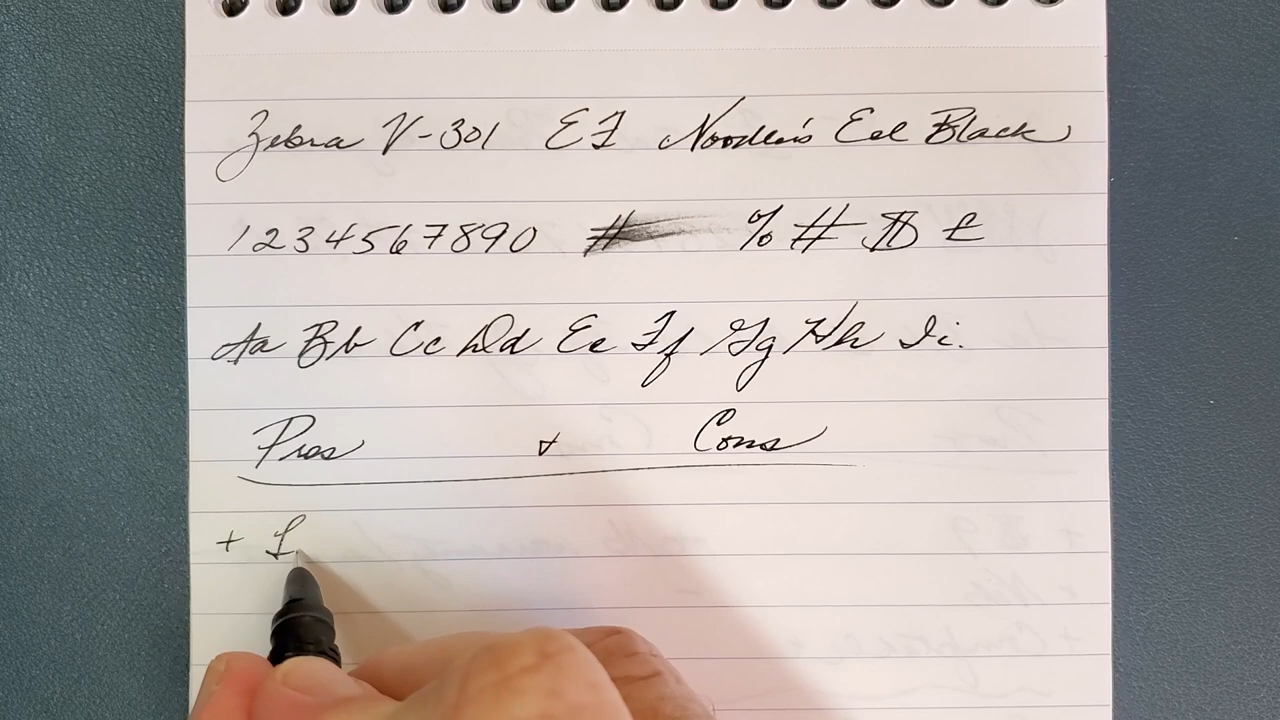 Zebra V-301 EF Noodler's Eel Black
1234567890 # % # $ £
Aa Bb Cc Dd Ee Ff Gg Hh Ii.
Pros & Cons
+ L